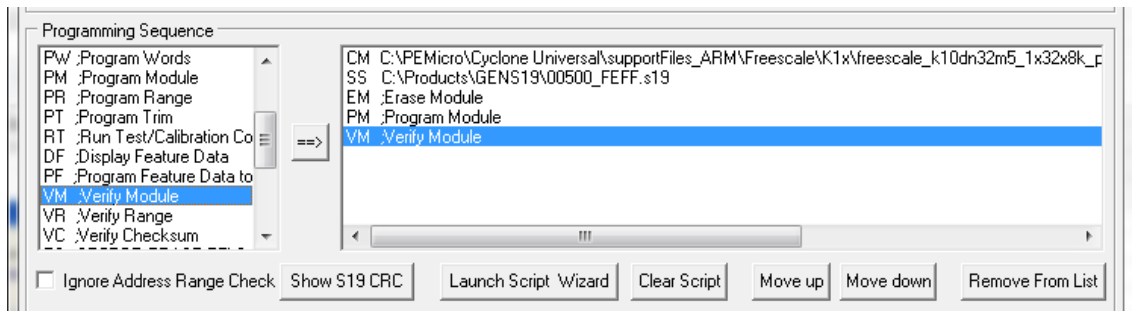 Programming Sequence
PW ;Program Words
PM ;Program Module
PR ;Program Range
PT ;Program Trim
RT ;Run Test/Calibration Co
DF ;Display Feature Data
PF ;Program Feature Data to
VM ;Verify Module
VR ;Verify Range
VC ;Verify Checksum
==>
CM C:\PEMicro\Cyclone Universal\supportFiles_ARM\Freescale\K1x\freescale_k10dn32m5_1x32x8k_p
SS C:\Products\GENS19\00500_FEFF.s19
EM ;Erase Module
PM ;Program Module
VM ;Verify Module
Ignore Address Range Check
Show S19 CRC
Launch Script Wizard
Clear Script
Move up
Move down
Remove From List